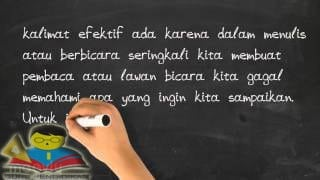 kalimat efektif ada karena dalam menulis
atau berbicara seringkali kita membuat
pembaca atau lawan bicara kita gagal
memahami apa yang ingin kita sampaikan.
Untuk